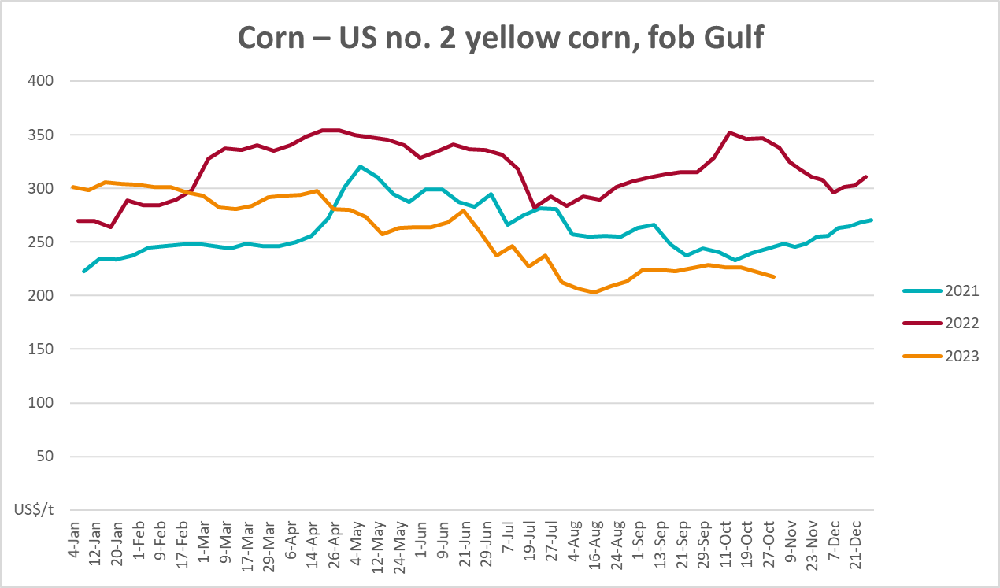 Corn – US no. 2 yellow corn, fob Gulf
400
350
300
250
200
150
100
50
US$/t
4-Jan
12-Jan
20-Jan
1-Feb
9-Feb
17-Feb
1-Mar
9-Mar
17-Mar
29-Mar
6-Apr
14-Apr
26-Apr
4-May
12-May
24-May
1-Jun
9-Jun
21-Jun
29-Jun
7-Jul
19-Jul
27-Jul
4-Aug
16-Aug
24-Aug
1-Sep
13-Sep
21-Sep
29-Sep
11-Oct
19-Oct
27-Oct
9-Nov
23-Nov
7-Dec
21-Dec
2021
2022
2023